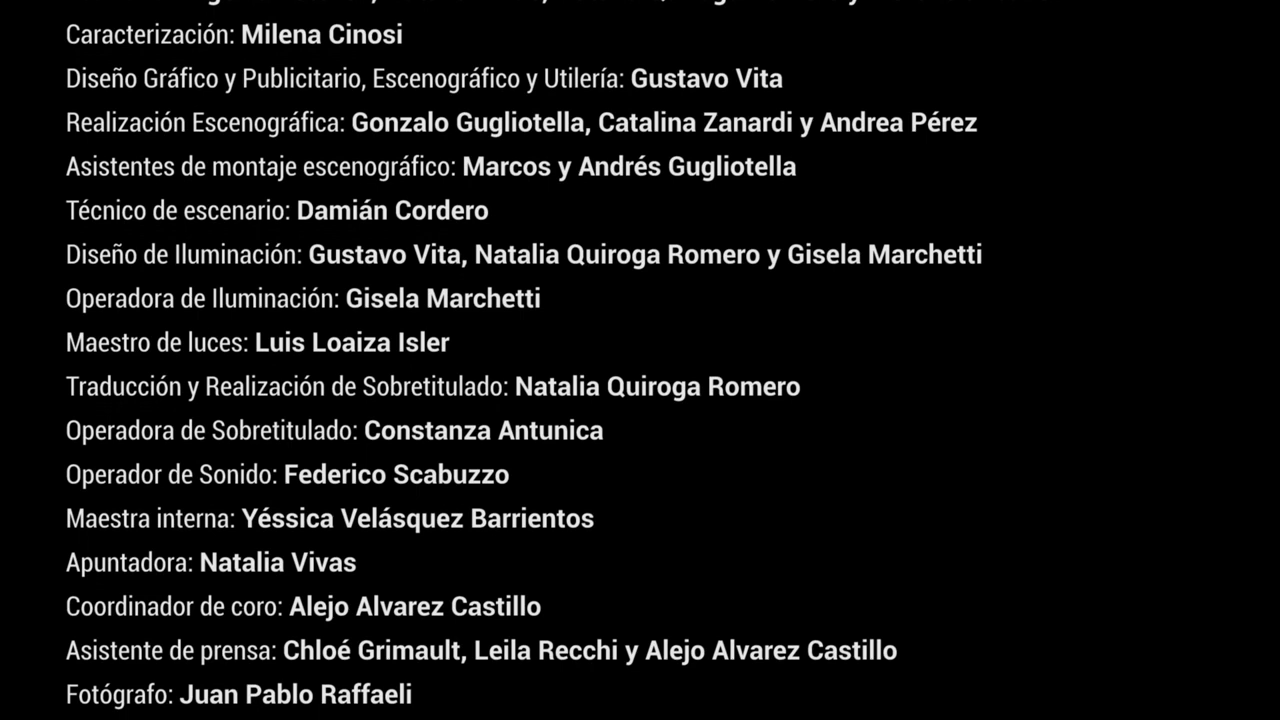 Caracterización: Milena Cinosi
Diseño Gráfico y Publicitario, Escenográfico y Utilería: Gustavo Vita
Realización Escenográfica: Gonzalo Gugliotella, Catalina Zanardi y Andrea Pérez
Asistentes de montaje escenográfico: Marcos y Andrés Gugliotella
Técnico de escenario: Damián Cordero
Diseño de Iluminación: Gustavo Vita, Natalia Quiroga Romero y Gisela Marchetti
Operadora de Iluminación: Gisela Marchetti
Maestro de luces: Luis Loaiza Isler
Traducción y Realización de Sobretitulado: Natalia Quiroga Romero
Operadora de Sobretitulado: Constanza Antunica
Operador de Sonido: Federico Scabuzzo
Maestra interna: Yéssica Velásquez Barrientos
Apuntadora: Natalia Vivas
Coordinador de coro: Alejo Alvarez Castillo
Asistente de prensa: Chloé Grimault, Leila Recchi y Alejo Alvarez Castillo
Fotógrafo: Juan Pablo Raffaeli